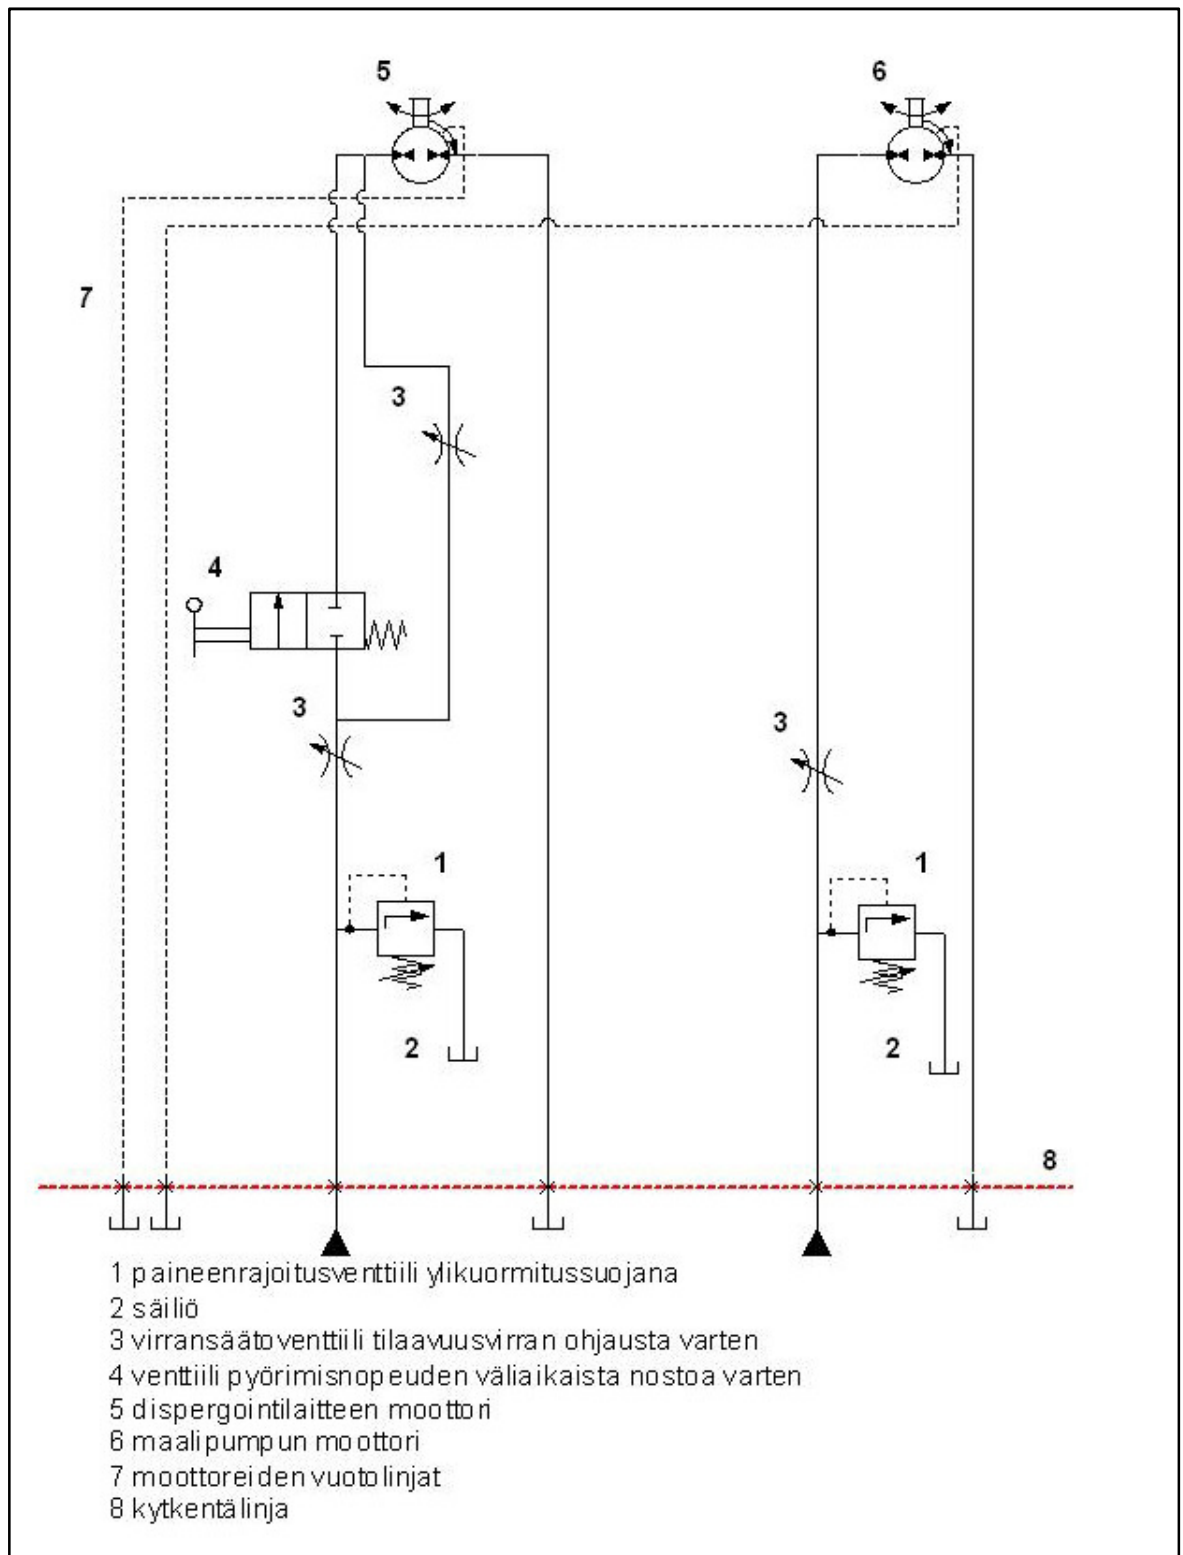 5
6
7
3
4
3
3
1
1
2
2
8
1 paineenrajoitusventtiili ylikuormitussuojana
2 säiliö
3 virransäätoventtiili tilaavuusvirran ohjausta varten
4 venttiili pyörimisnopeuden väliaikaista nostoa varten
5 dispergointilaitteen moottori
6 maalipumpun moottori
7 moottoreiden vuotolinjat
8 kytkentälinja